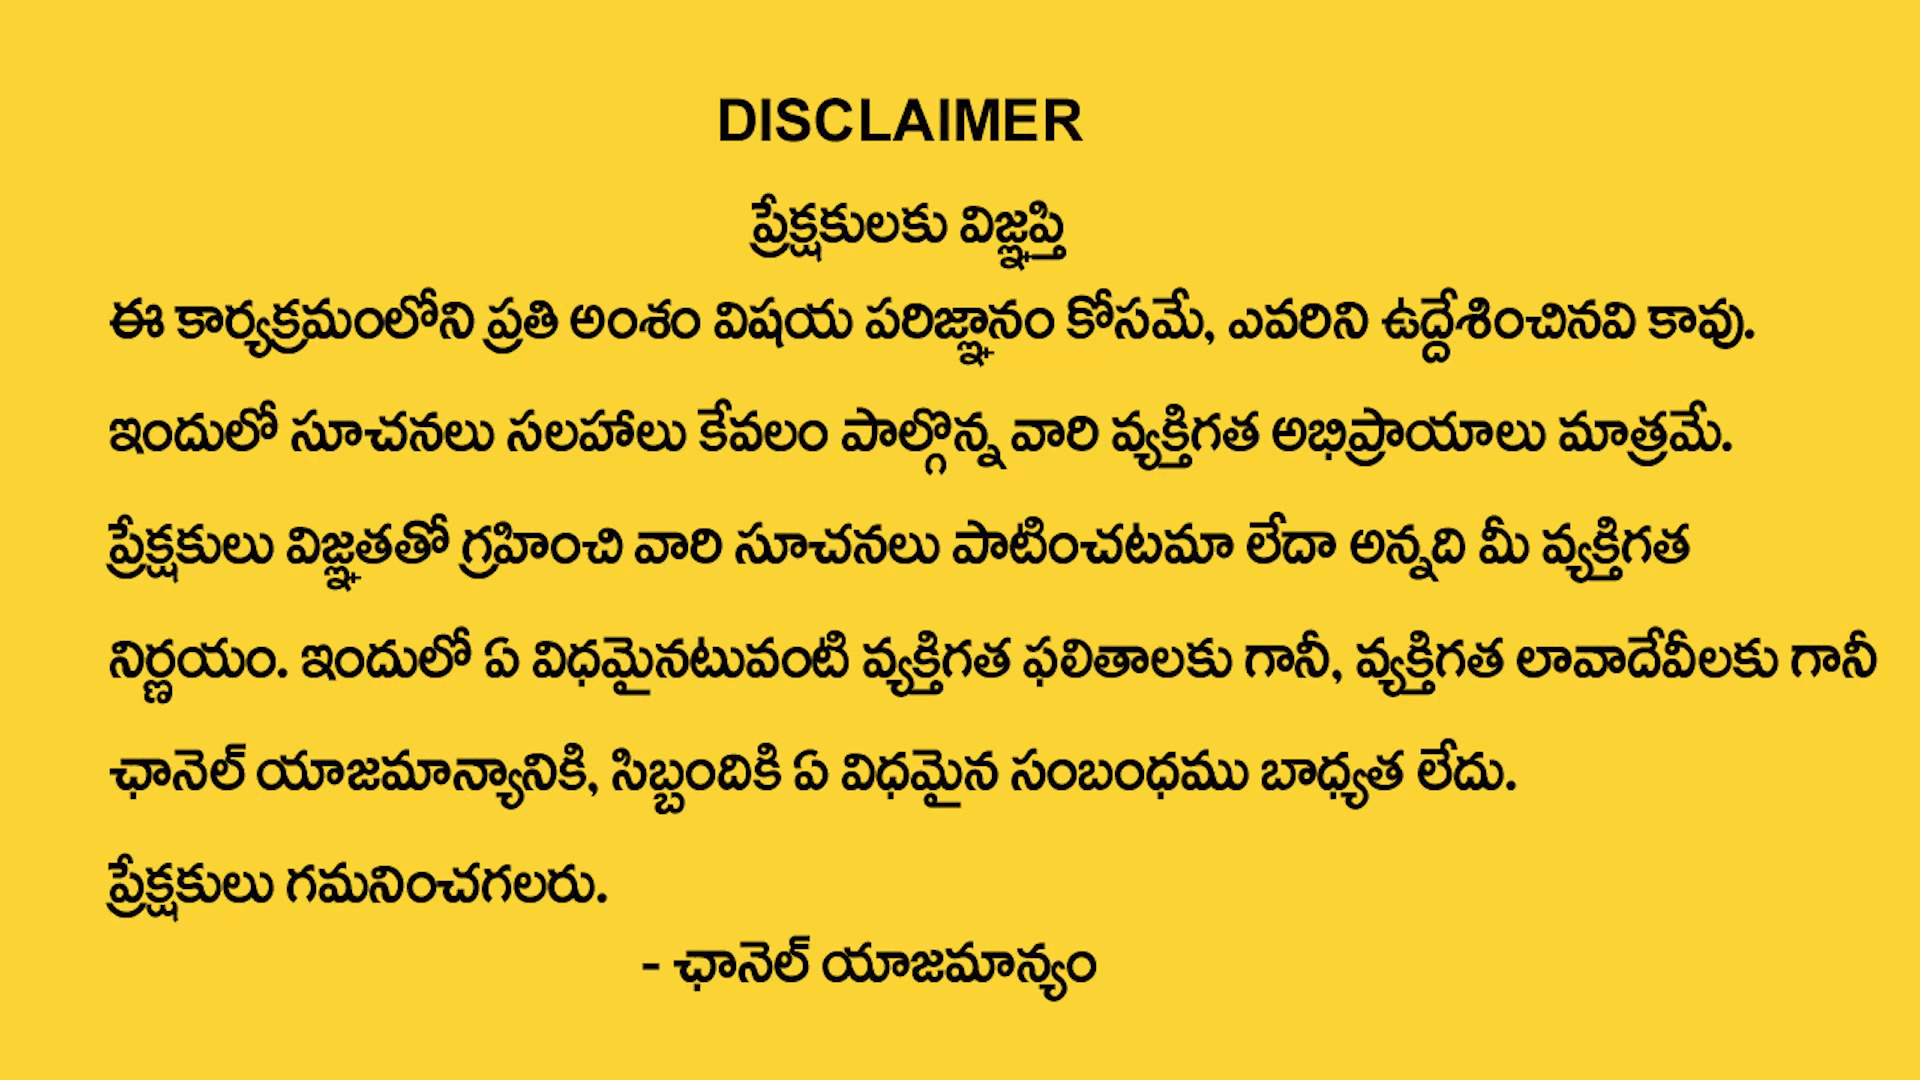 DISCLAIMER
ప్రేక్షకులకు విజ్ఞప్తి
ఈ కార్యక్రమంలోని ప్రతి అంశం విషయ పరిజ్ఞానం కోసమే, ఎవరిని ఉద్దేశించినవి కావు.
ఇందులో సూచనలు సలహాలు కేవలం పాల్గొన్న వారి వ్యక్తిగత అభిప్రాయాలు మాత్రమే.
ప్రేక్షకులు విజ్ఞతతో గ్రహించి వారి సూచనలు పాటించటమా లేదా అన్నది మీ వ్యక్తిగత
నిర్ణయం. ఇందులో ఏ విధమైనటువంటి వ్యక్తిగత ఫలితాలకు గానీ, వ్యక్తిగత లావాదేవీలకు గానీ
ఛానెల్ యాజమాన్యానికి, సిబ్బందికి ఏ విధమైన సంబంధము బాధ్యత లేదు.
ప్రేక్షకులు గమనించగలరు.
- ఛానెల్ యాజమాన్యం